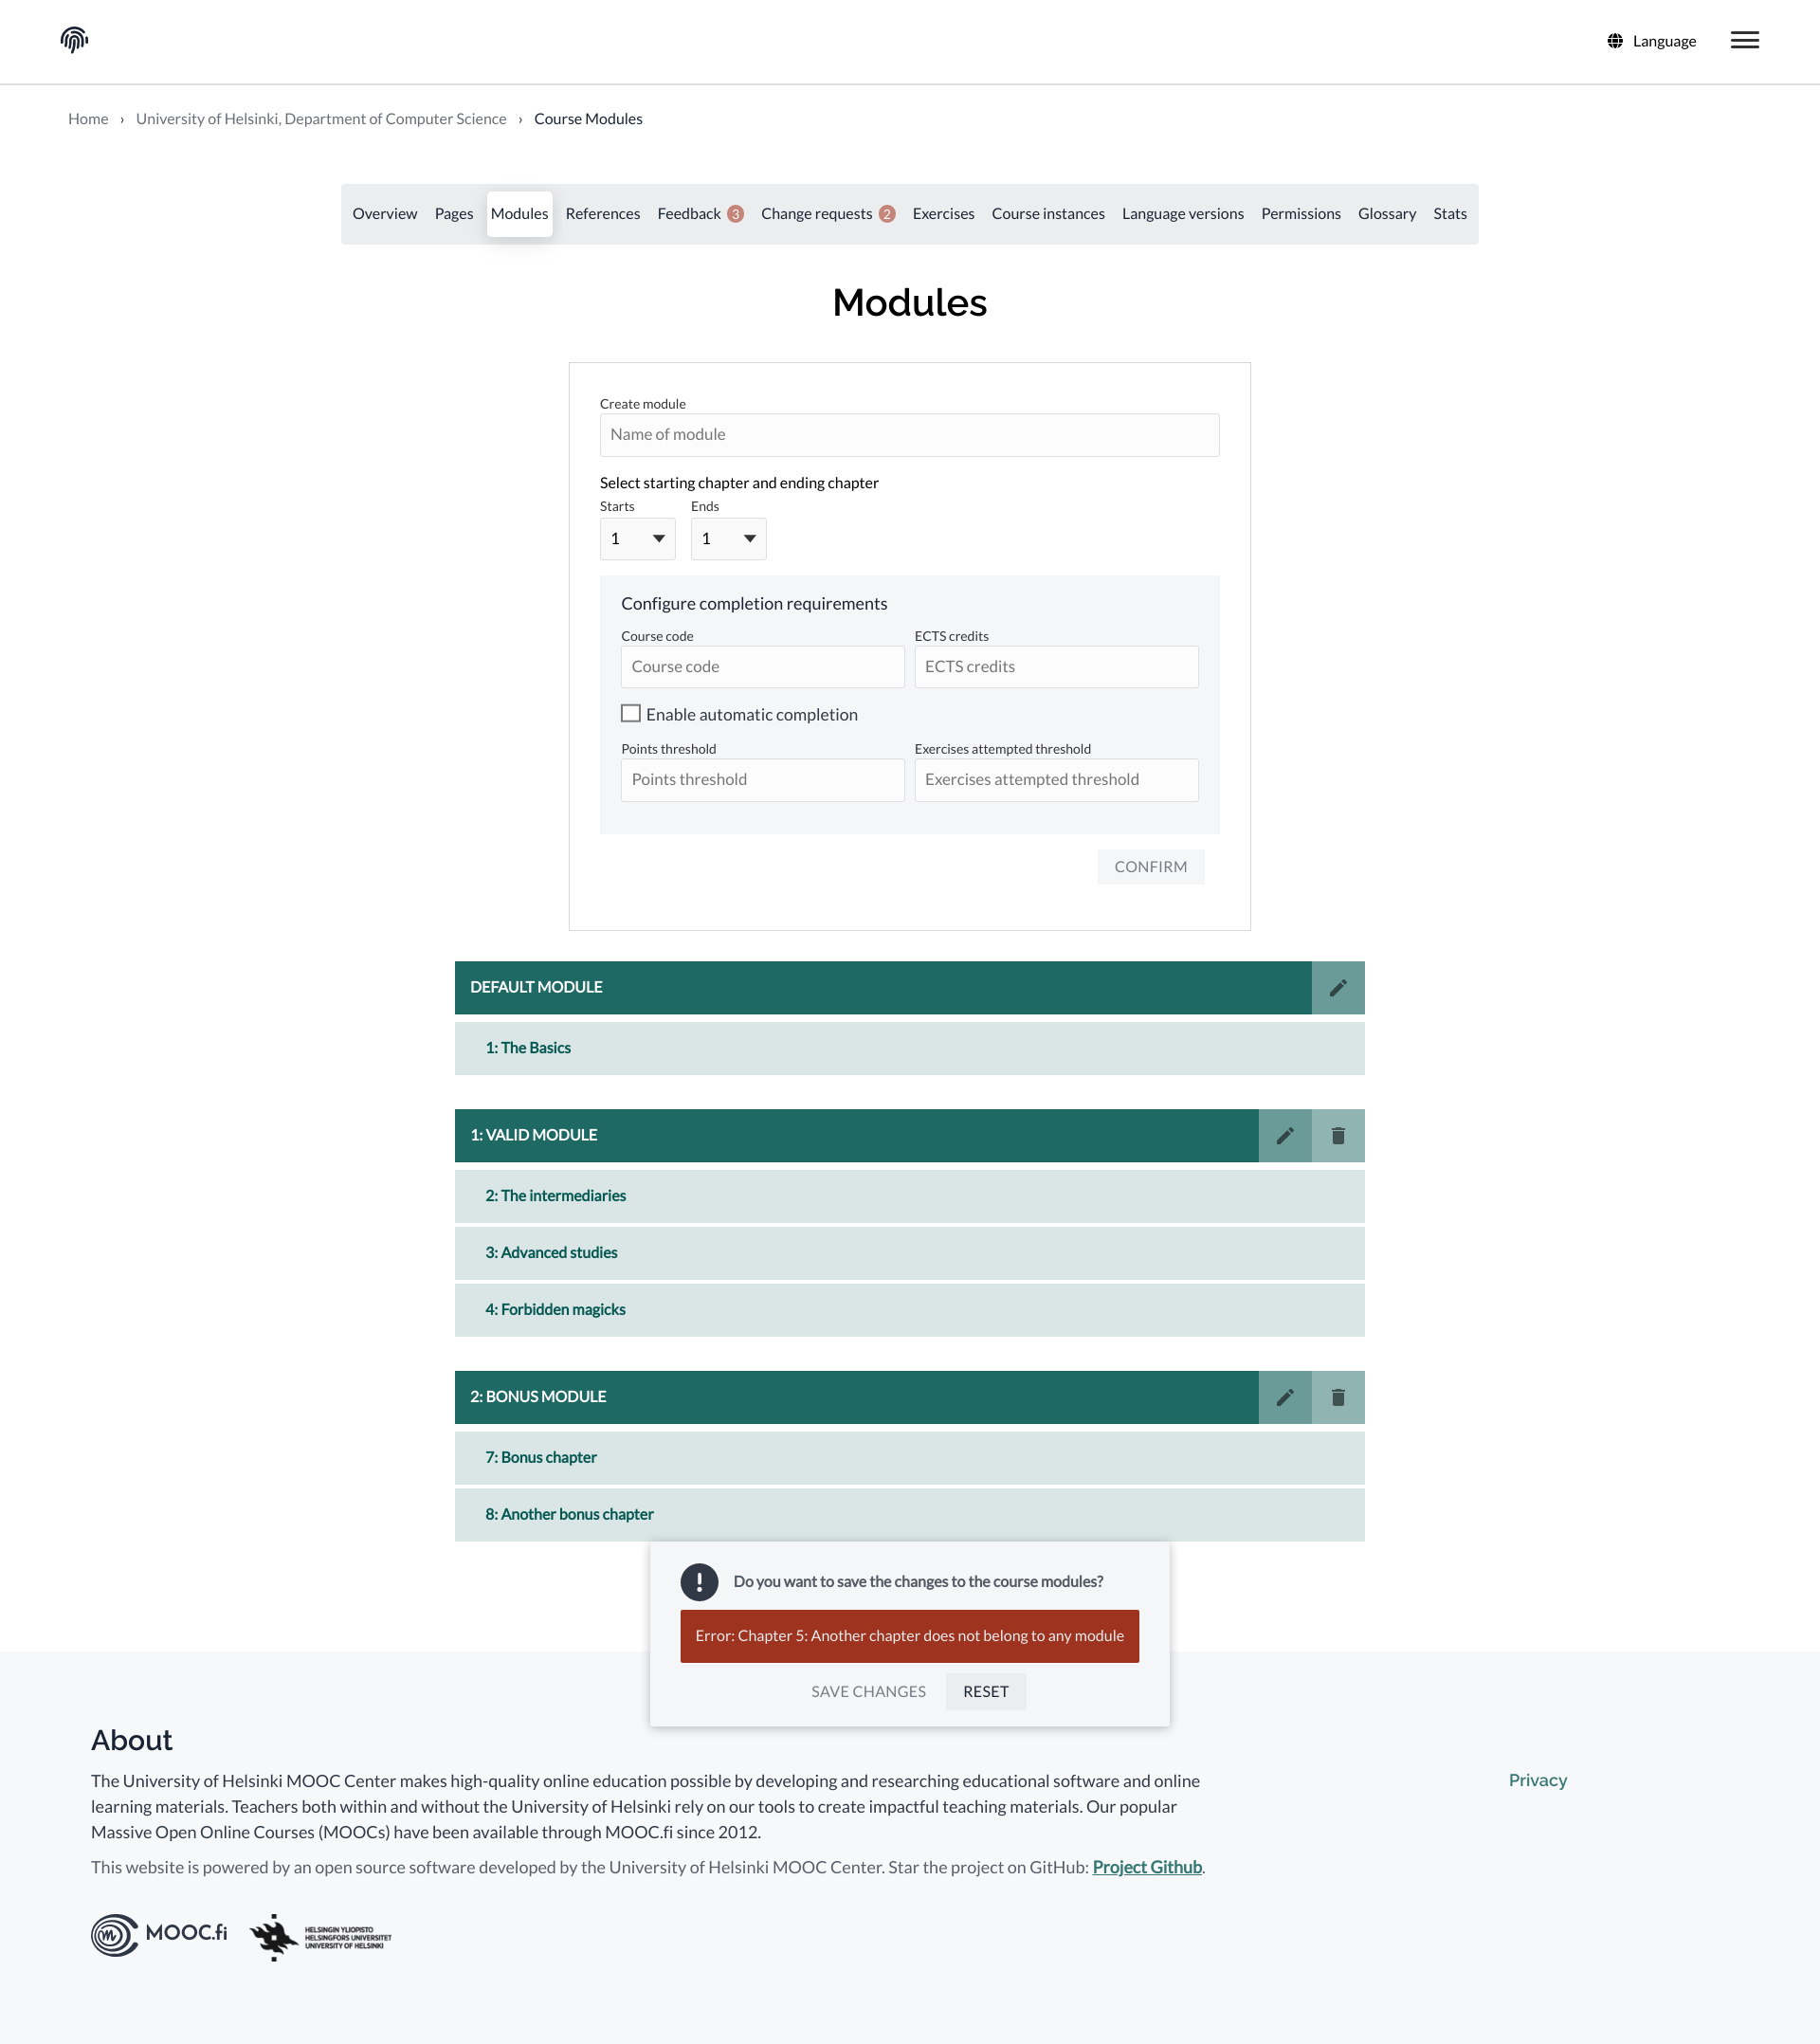 Language
Home › University of Helsinki, Department of Computer Science › Course Modules
Overview Pages Modules References Feedback 3 Change requests 2 Exercises Course instances Language versions Permissions Glossary Stats
Modules
Create module
Name of module
Select starting chapter and ending chapter
Starts Ends
1 1
Configure completion requirements
Course code ECTS credits
Course code ECTS credits
Enable automatic completion
Points threshold Exercises attempted threshold
Points threshold Exercises attempted threshold
CONFIRM
DEFAULT MODULE
1: The Basics
1: VALID MODULE
2: The intermediaries
3: Advanced studies
4: Forbidden magicks
2: BONUS MODULE
7: Bonus chapter
8: Another bonus chapter
Do you want to save the changes to the course modules?
Error: Chapter 5: Another chapter does not belong to any module
SAVE CHANGES RESET
About
The University of Helsinki MOOC Center makes high-quality online education possible by developing and researching educational software and online
learning materials. Teachers both within and without the University of Helsinki rely on our tools to create impactful teaching materials. Our popular
Massive Open Online Courses (MOOCs) have been available through MOOC.fi since 2012.
Privacy
This website is powered by an open source software developed by the University of Helsinki MOOC Center. Star the project on GitHub: Project Github.
MOOC.fi
HELSINGIN YLIOPISTO
HELSINGFORS UNIVERSITET
UNIVERSITY OF HELSINKI